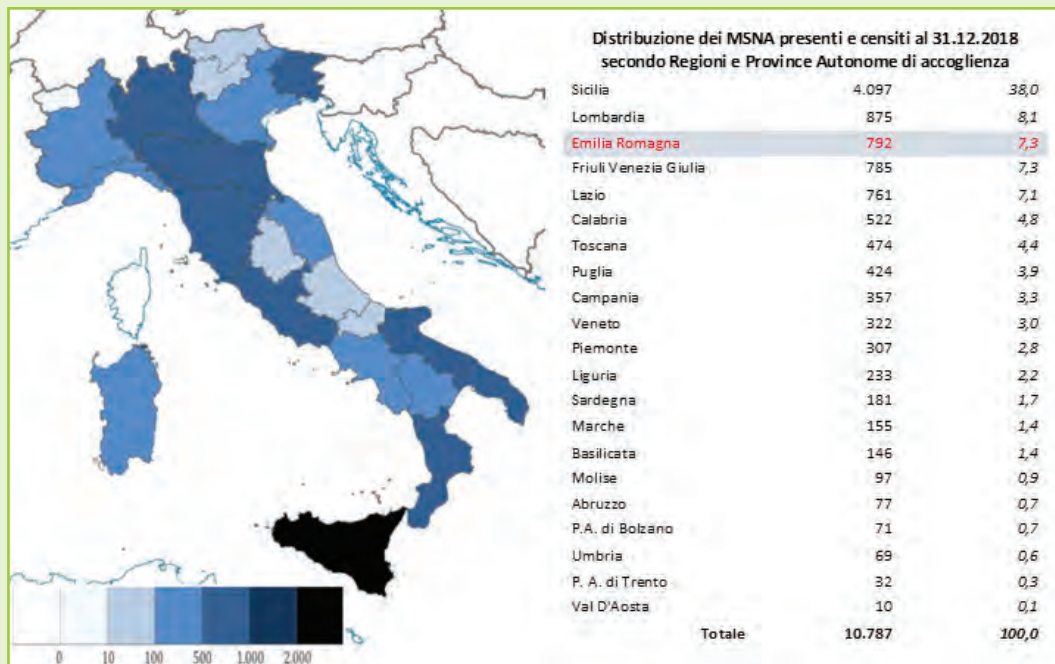 Distribuzione dei MSNA presenti e censiti al 31.12.2018
secondo Regioni e Province Autonome di accoglienza
Sicilia 4.097 38,0
Lombardia 875 8,1
Emilia Romagna 792 7,3
Friuli Venezia Giulia 785 7,3
Lazio 761 7,1
Calabria 522 4,8
Toscana 474 4,4
Puglia 424 3,9
Campania 357 3,3
Veneto 322 3,0
Piemonte 307 2,8
Liguria 233 2,2
Sardegna 181 1,7
Marche 155 1,4
Basilicata 146 1,4
Molise 97 0,9
Abruzzo 77 0,7
P.A. di Bolzano 71 0,7
Umbria 69 0,6
P. A. di Trento 32 0,3
Val D'Aosta 10 0,1
Totale 10.787 100,0
0 10 100 500 1.000 2.000